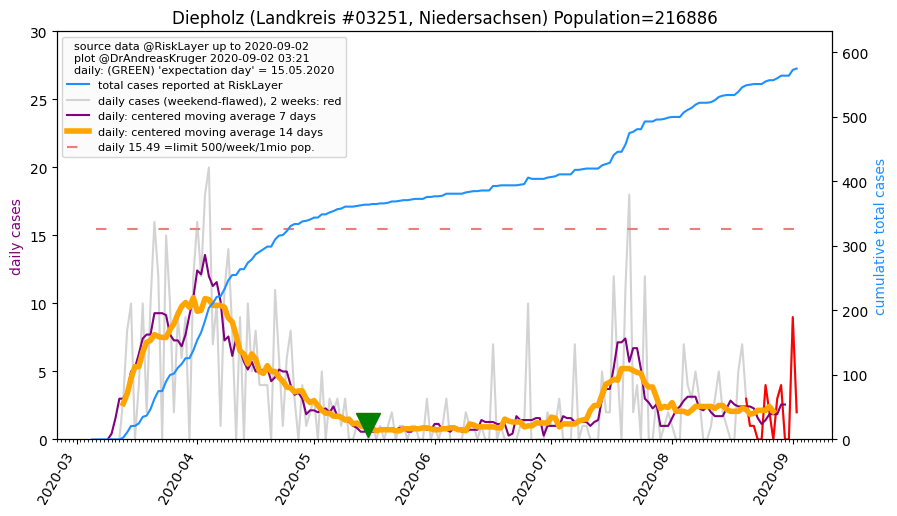 Diepholz (Landkreis #03251, Niedersachsen) Population=216886
source data @RiskLayer up to 2020-09-02
plot @DrAndreasKruger 2020-09-02 03:21
daily: (GREEN) 'expectation day' = 15.05.2020
total cases reported at RiskLayer
daily cases (weekend-flawed), 2 weeks: red
daily: centered moving average 7 days
daily: centered moving average 14 days
daily 15.49 =limit 500/week/1mio pop.
daily cases
30
25
20
15
10
5
0
cumulative total cases
600
500
400
300
200
100
0
2020-03
2020-04
2020-05
2020-06
2020-07
2020-08
2020-09